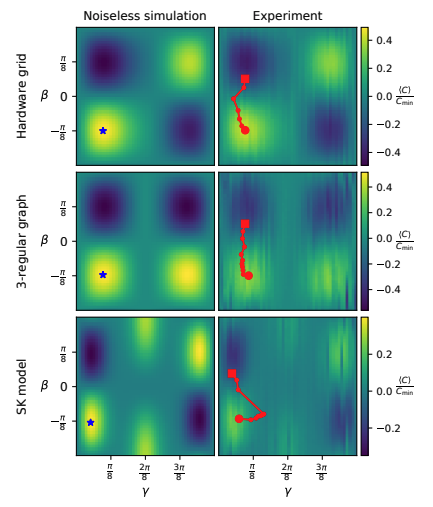 Noiseless simulation Experiment
Hardware grid
β
π/8
0
−π/8
0.4
0.2
0.0
−0.2
−0.4
⟨C⟩/C_min
3-regular graph
β
π/8
0
−π/8
0.4
0.2
0.0
−0.2
−0.4
⟨C⟩/C_min
SK model
β
π/8
0
−π/8
0.2
0.0
−0.2
⟨C⟩/C_min
π/8 2π/8 3π/8 π/8 2π/8 3π/8
γ γ